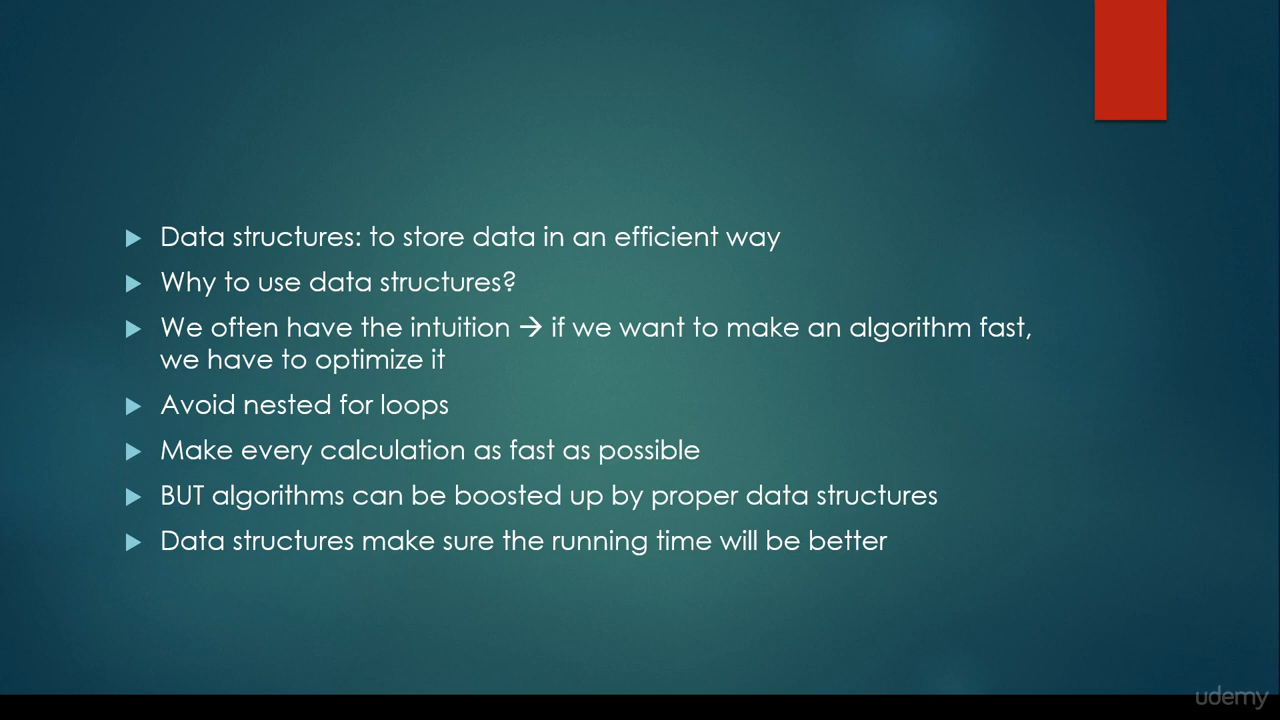 Data structures: to store data in an efficient way
Why to use data structures?
We often have the intuition → if we want to make an algorithm fast,
we have to optimize it
Avoid nested for loops
Make every calculation as fast as possible
BUT algorithms can be boosted up by proper data structures
Data structures make sure the running time will be better
udemy